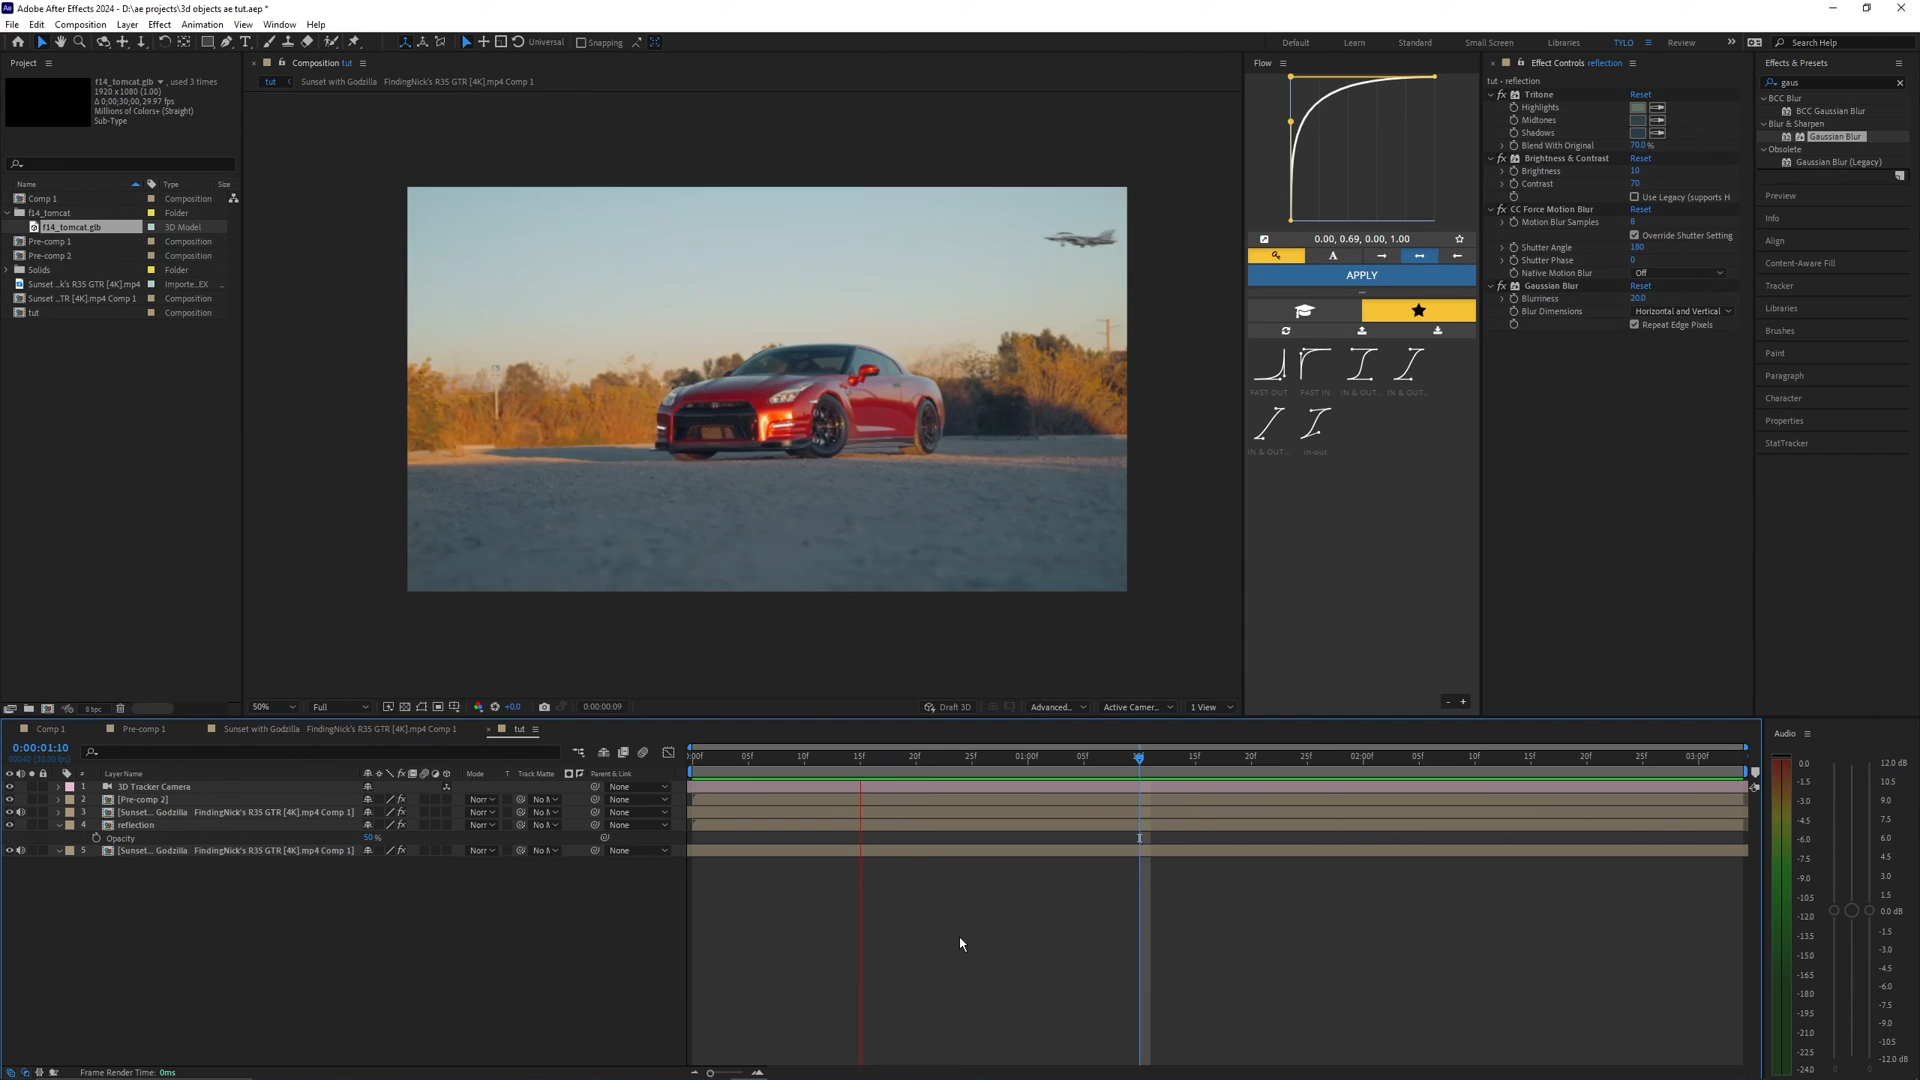 Adobe After Effects 2024 - D:\ae projects\3d objects ae tut.aep *
File Edit Composition Layer Effect Animation View Window Help
Universal Snapping Default Learn Standard Small Screen Libraries TYLO Review Search Help
Project
f14_tomcat.glb , used 3 times
1920 x 1080 (1.00)
Δ 0;00;30;00, 29.97 fps
Millions of Colors+ (Straight)
Sub-Type
Name Type Size
Comp 1 Composition
f14_tomcat Folder
f14_tomcat.glb 3D Model
Pre-comp 1 Composition
Pre-comp 2 Composition
Solids Folder
Sunset ..k's R35 GTR [4K].mp4 Importe...EX ...
Sunset ...TR [4K].mp4 Comp 1 Composition
tut Composition
8 bpc
Composition tut
tut Sunset with Godzilla FindingNick's R35 GTR [4K].mp4 Comp 1
50% Full +0.0 0:00:00:09 Draft 3D Advanced... Active Camer... 1 View
Flow
0.00, 0.69, 0.00, 1.00
A
APPLY
FAST OUT FAST IN IN & OUT... IN & OUT...
IN & OUT... in-out
- +
Effect Controls reflection
tut - reflection
fx Tritone Reset
Highlights
Midtones
Shadows
Blend With Original 70.0 %
fx Brightness & Contrast Reset
Brightness 10
Contrast 70
Use Legacy (supports H
fx CC Force Motion Blur Reset
Motion Blur Samples 8
Override Shutter Setting
Shutter Angle 180
Shutter Phase 0
Native Motion Blur Off
fx Gaussian Blur Reset
Blurriness 20.0
Blur Dimensions Horizontal and Vertical
Repeat Edge Pixels
Effects & Presets
gaus
BCC Blur
BCC Gaussian Blur
Blur & Sharpen
Gaussian Blur
Obsolete
Gaussian Blur (Legacy)
Preview
Info
Align
Content-Aware Fill
Tracker
Libraries
Brushes
Paint
Paragraph
Character
Properties
StatTracker
Comp 1 Pre-comp 1 Sunset with Godzilla FindingNick's R35 GTR [4K].mp4 Comp 1 tut
0:00:01:10
00040 (30.00 fps)
# Layer Name fx Mode T Track Matte Parent & Link
1 3D Tracker Camera None
2 [Pre-comp 2] fx Norr No M None
3 [Sunset... Godzilla FindingNick's R35 GTR [4K].mp4 Comp 1] fx Norr No M None
4 reflection fx Norr No M None
Opacity 50 %
5 [Sunset... Godzilla FindingNick's R35 GTR [4K].mp4 Comp 1] fx Norr No M None
Frame Render Time: 0ms
05f 10f 15f 20f 25f 01:00f 05f 15f 20f 25f 02:00f 05f 10f 15f 20f 25f 03:00f
Audio
0.0
-1.5
-3.0
-4.5
-6.0
-7.5
-9.0
-10.5
-12.0
-13.5
-15.0
-16.5
-18.0
-19.5
-21.0
-22.5
-24.0
12.0 dB
10.5
9.0
7.5
6.0
4.5
3.0
1.5
0.0 dB
-1.5
-3.0
-4.5
-6.0
-7.5
-9.0
-10.5
-12.0 dB